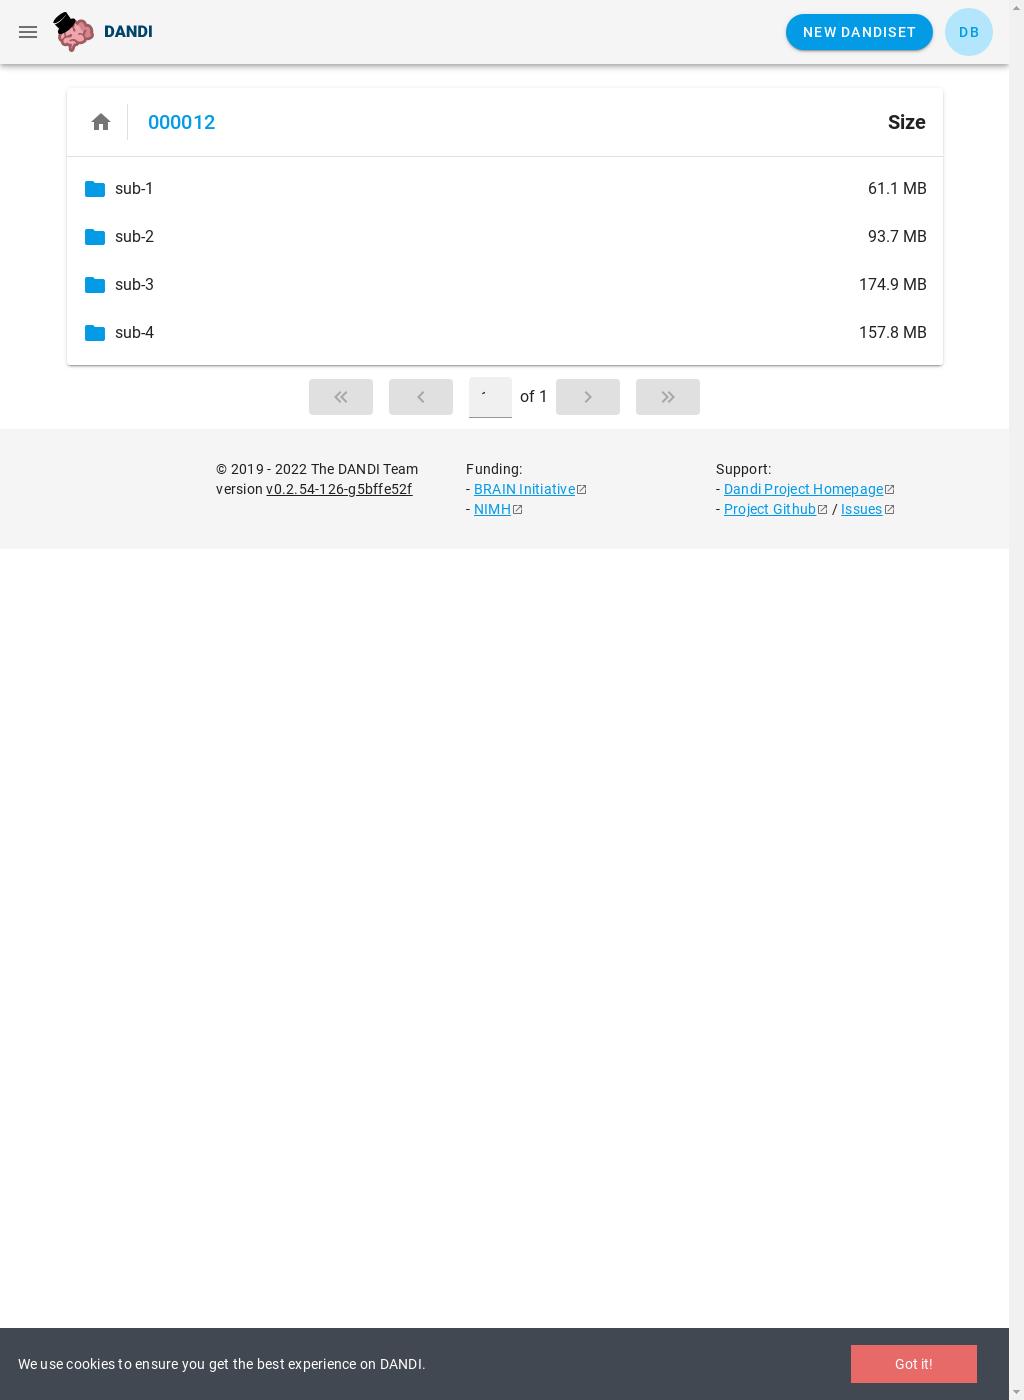 DANDI
NEW DANDISET
DB
000012
Size
sub-1
61.1 MB
sub-2
93.7 MB
sub-3
174.9 MB
sub-4
157.8 MB
of 1
© 2019 - 2022 The DANDI Team
version v0.2.54-126-g5bffe52f
Funding:
- BRAIN Initiative
- NIMH
Support:
- Dandi Project Homepage
- Project Github / Issues
We use cookies to ensure you get the best experience on DANDI.
Got it!